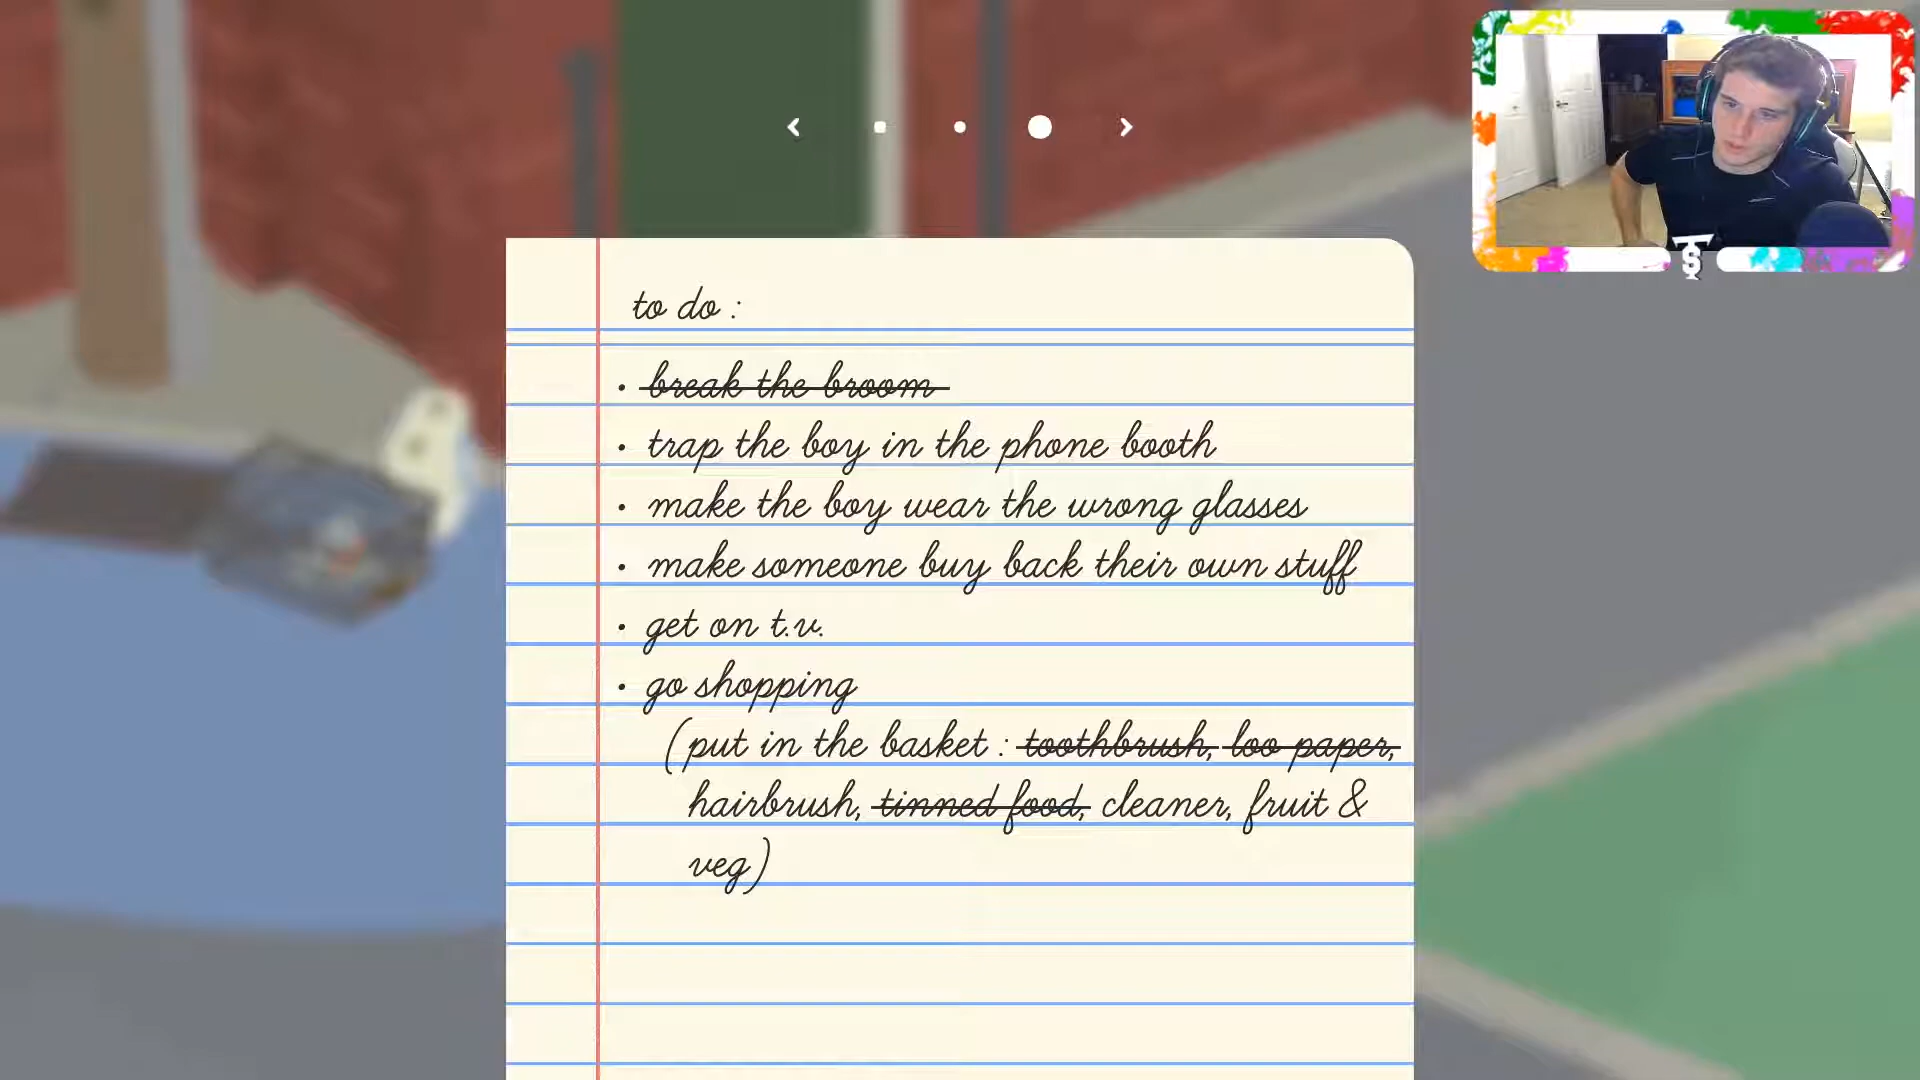 to do :
• break the broom
• trap the boy in the phone booth
• make the boy wear the wrong glasses
• make someone buy back their own stuff
• get on t.v.
• go shopping
(put in the basket : toothbrush, loo paper,
hairbrush, tinned food, cleaner, fruit &
veg)